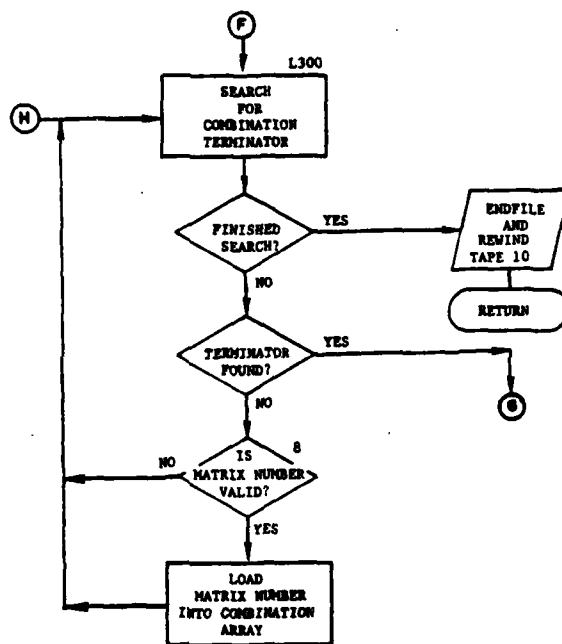 F
L300
SEARCH
FOR
COMBINATION
TERMINATOR
H
FINISHED
SEARCH?
YES
ENDFILE
AND
REWIND
TAPE 10
RETURN
NO
TERMINATOR
FOUND?
YES
G
NO
8
IS
MATRIX NUMBER
VALID?
NO
YES
LOAD
MATRIX NUMBER
INTO COMBINATION
ARRAY